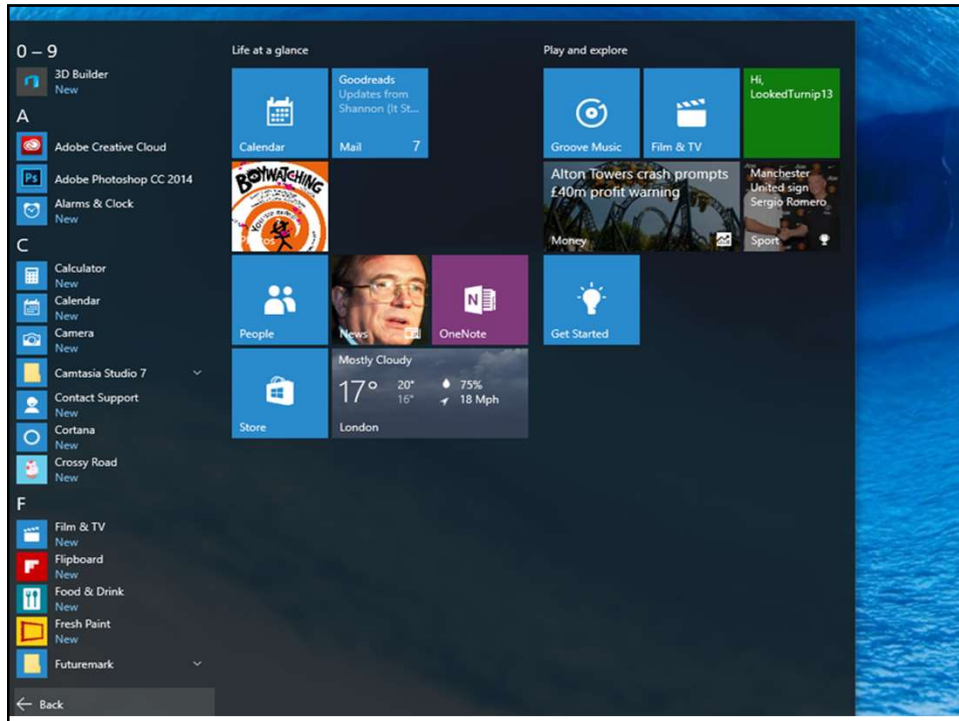 0 – 9
3D Builder
New
A
Adobe Creative Cloud
Ps
Adobe Photoshop CC 2014
Alarms & Clock
New
C
Calculator
New
Calendar
New
Camera
New
Camtasia Studio 7
Contact Support
New
Cortana
New
Crossy Road
New
F
Film & TV
New
Flipboard
New
Food & Drink
New
Fresh Paint
New
Futuremark
Back
Life at a glance
Calendar
Goodreads
Updates from
Shannon (It St...
Mail 7
BOYWATCHING
Photos
People
News
N
OneNote
Store
Mostly Cloudy
17° 20° 75%
16° 18 Mph
London
Play and explore
Groove Music
Film & TV
Hi,
LookedTurnip13
Alton Towers crash prompts
£40m profit warning
Money
Manchester
United sign
Sergio Romero
Sport
Get Started